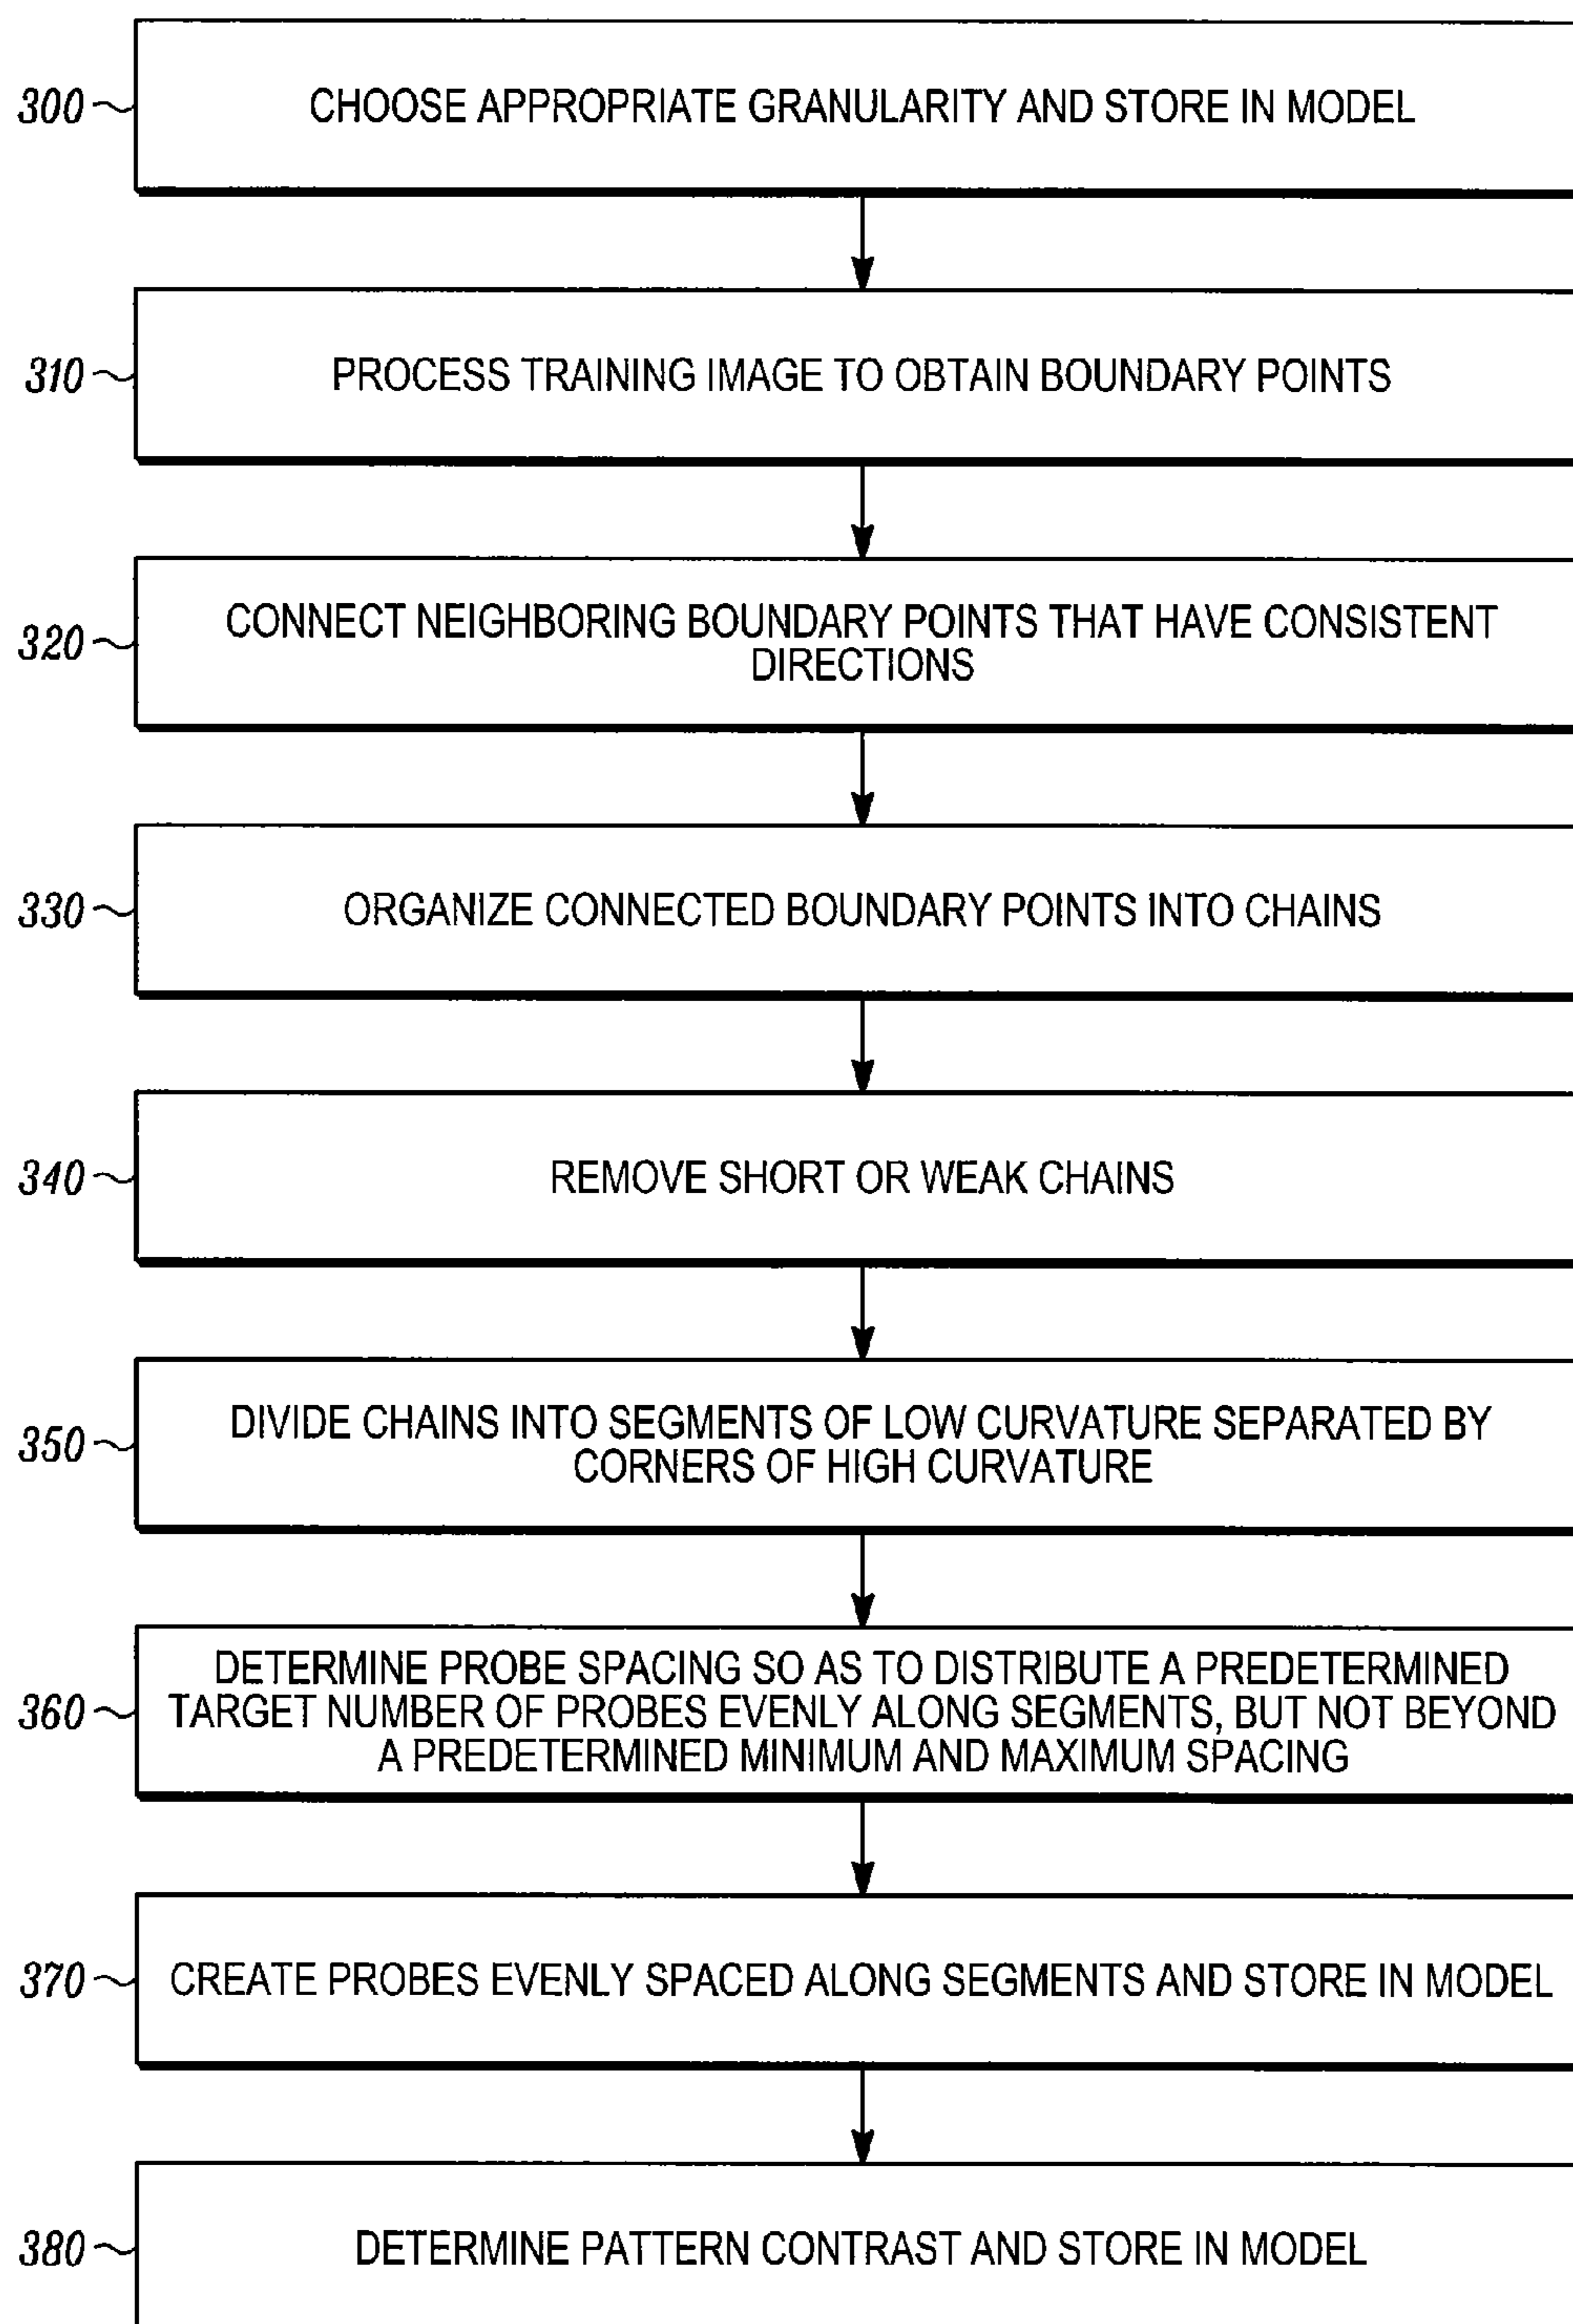 300
CHOOSE APPROPRIATE GRANULARITY AND STORE IN MODEL
310
PROCESS TRAINING IMAGE TO OBTAIN BOUNDARY POINTS
320
CONNECT NEIGHBORING BOUNDARY POINTS THAT HAVE CONSISTENT
DIRECTIONS
330
ORGANIZE CONNECTED BOUNDARY POINTS INTO CHAINS
340
REMOVE SHORT OR WEAK CHAINS
350
DIVIDE CHAINS INTO SEGMENTS OF LOW CURVATURE SEPARATED BY
CORNERS OF HIGH CURVATURE
360
DETERMINE PROBE SPACING SO AS TO DISTRIBUTE A PREDETERMINED
TARGET NUMBER OF PROBES EVENLY ALONG SEGMENTS, BUT NOT BEYOND
A PREDETERMINED MINIMUM AND MAXIMUM SPACING
370
CREATE PROBES EVENLY SPACED ALONG SEGMENTS AND STORE IN MODEL
380
DETERMINE PATTERN CONTRAST AND STORE IN MODEL